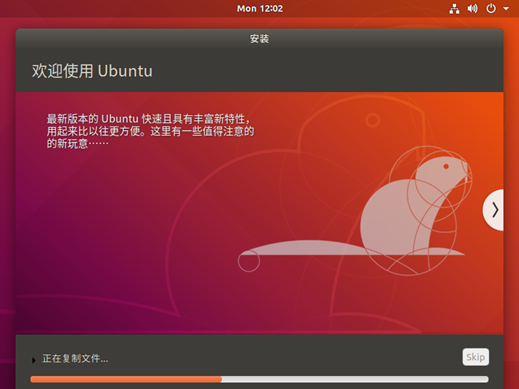 Mon 12:02
安装
欢迎使用 Ubuntu
最新版本的 Ubuntu 快速且具有丰富新特性，
用起来比以往更方便。这里有一些值得注意的
的新玩意……
正在复制文件...
Skip